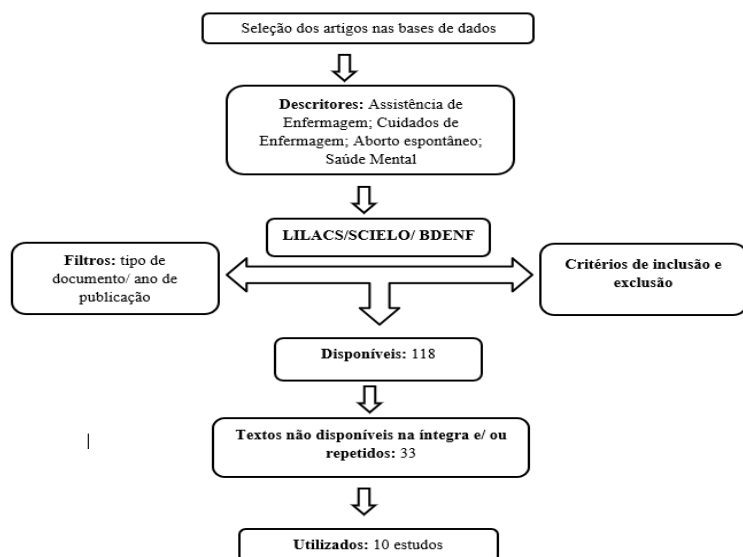 Seleção dos artigos nas bases de dados
Descritores: Assistência de
Enfermagem; Cuidados de
Enfermagem; Aborto espontâneo;
Saúde Mental
LILACS/SCIELO/ BDENF
Filtros: tipo de
documento/ ano de
publicação
Critérios de inclusão e
exclusão
Disponíveis: 118
Textos não disponíveis na íntegra e/ ou
repetidos: 33
Utilizados: 10 estudos